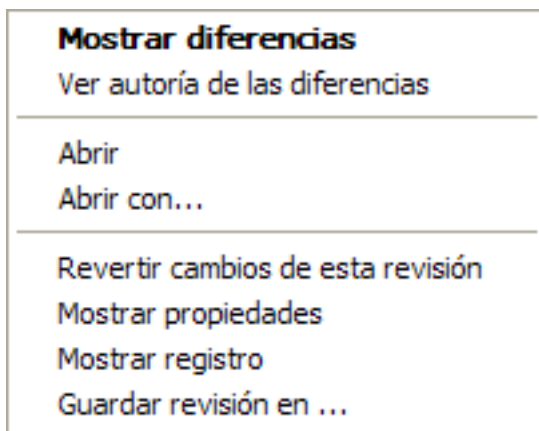 Mostrar diferencias
Ver autoría de las diferencias
Abrir
Abrir con...
Revertir cambios de esta revisión
Mostrar propiedades
Mostrar registro
Guardar revisión en ...